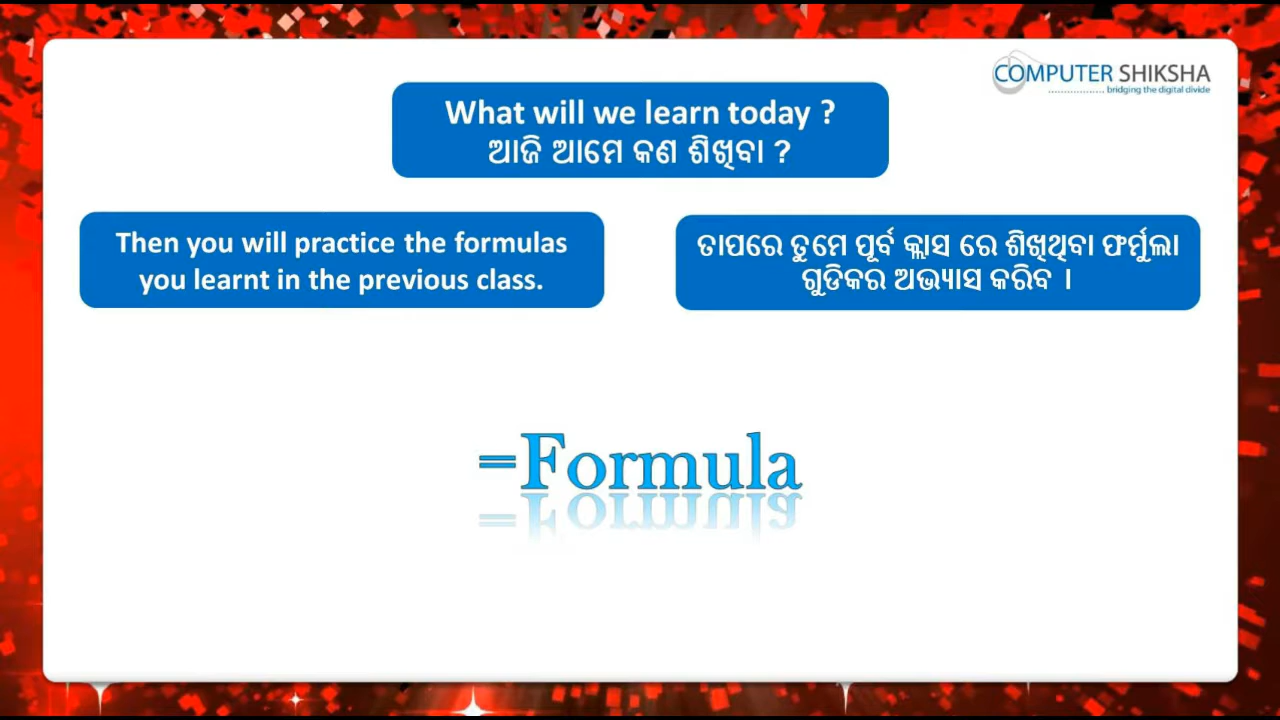 COMPUTER SHIKSHA
bridging the digital divide
What will we learn today ?
ଆଜି ଆମେ କଣ ଶିଖିବା ?
Then you will practice the formulas
you learnt in the previous class.
ତାପରେ ତୁମେ ପୂର୍ବ କ୍ଲାସ ରେ ଶିଖିଥିବା ଫର୍ମୁଲା
ଗୁଡିକର ଅଭ୍ୟାସ କରିବ ।
=Formula